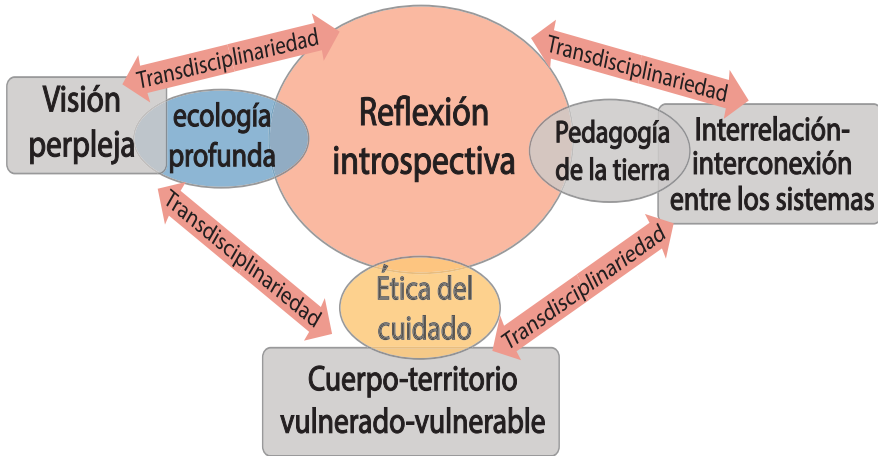 Transdisciplinariedad
Transdisciplinariedad
Visión
perpleja
ecología
profunda
Reflexión
introspectiva
Pedagogía
de la tierra
Interrelación-
interconexión
entre los sistemas
Transdisciplinariedad
Transdisciplinariedad
Ética del
cuidado
Cuerpo-territorio
vulnerado-vulnerable